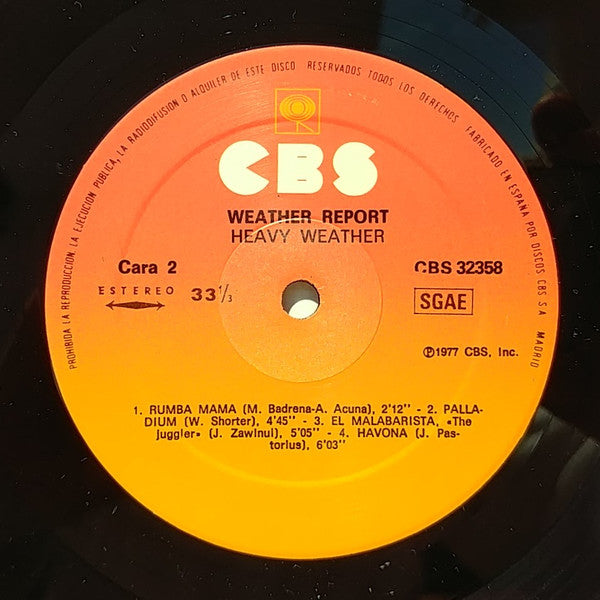 PROHIBIDA LA REPRODUCCION, LA EJECUCION PUBLICA, LA RADIODIFUSION O ALQUILER DE ESTE DISCO RESERVADOS TODOS LOS DERECHOS FABRICADO EN ESPAÑA POR DISCOS CBS S.A. MADRID
CBS
WEATHER REPORT
HEAVY WEATHER
Cara 2
CBS 32358
ESTEREO
33 1/3
SGAE
Ⓟ1977 CBS, Inc.
1. RUMBA MAMA (M. Badrena-A. Acuna), 2'12" - 2. PALLA-
DIUM (W. Shorter), 4'45" - 3. EL MALABARISTA, «The
juggler» (J. Zawinul), 5'05" - 4. HAVONA (J. Pas-
torius), 6'03"